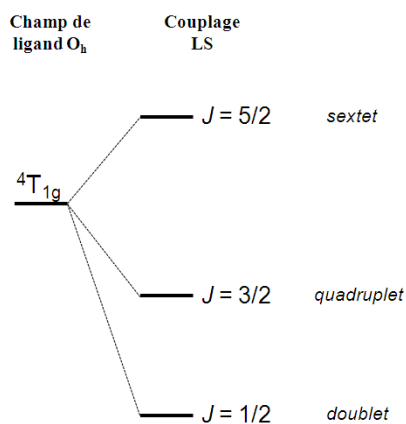 Champ de
ligand Oh
Couplage
LS
J = 5/2 sextet
4T1g
J = 3/2 quadruplet
J = 1/2 doublet